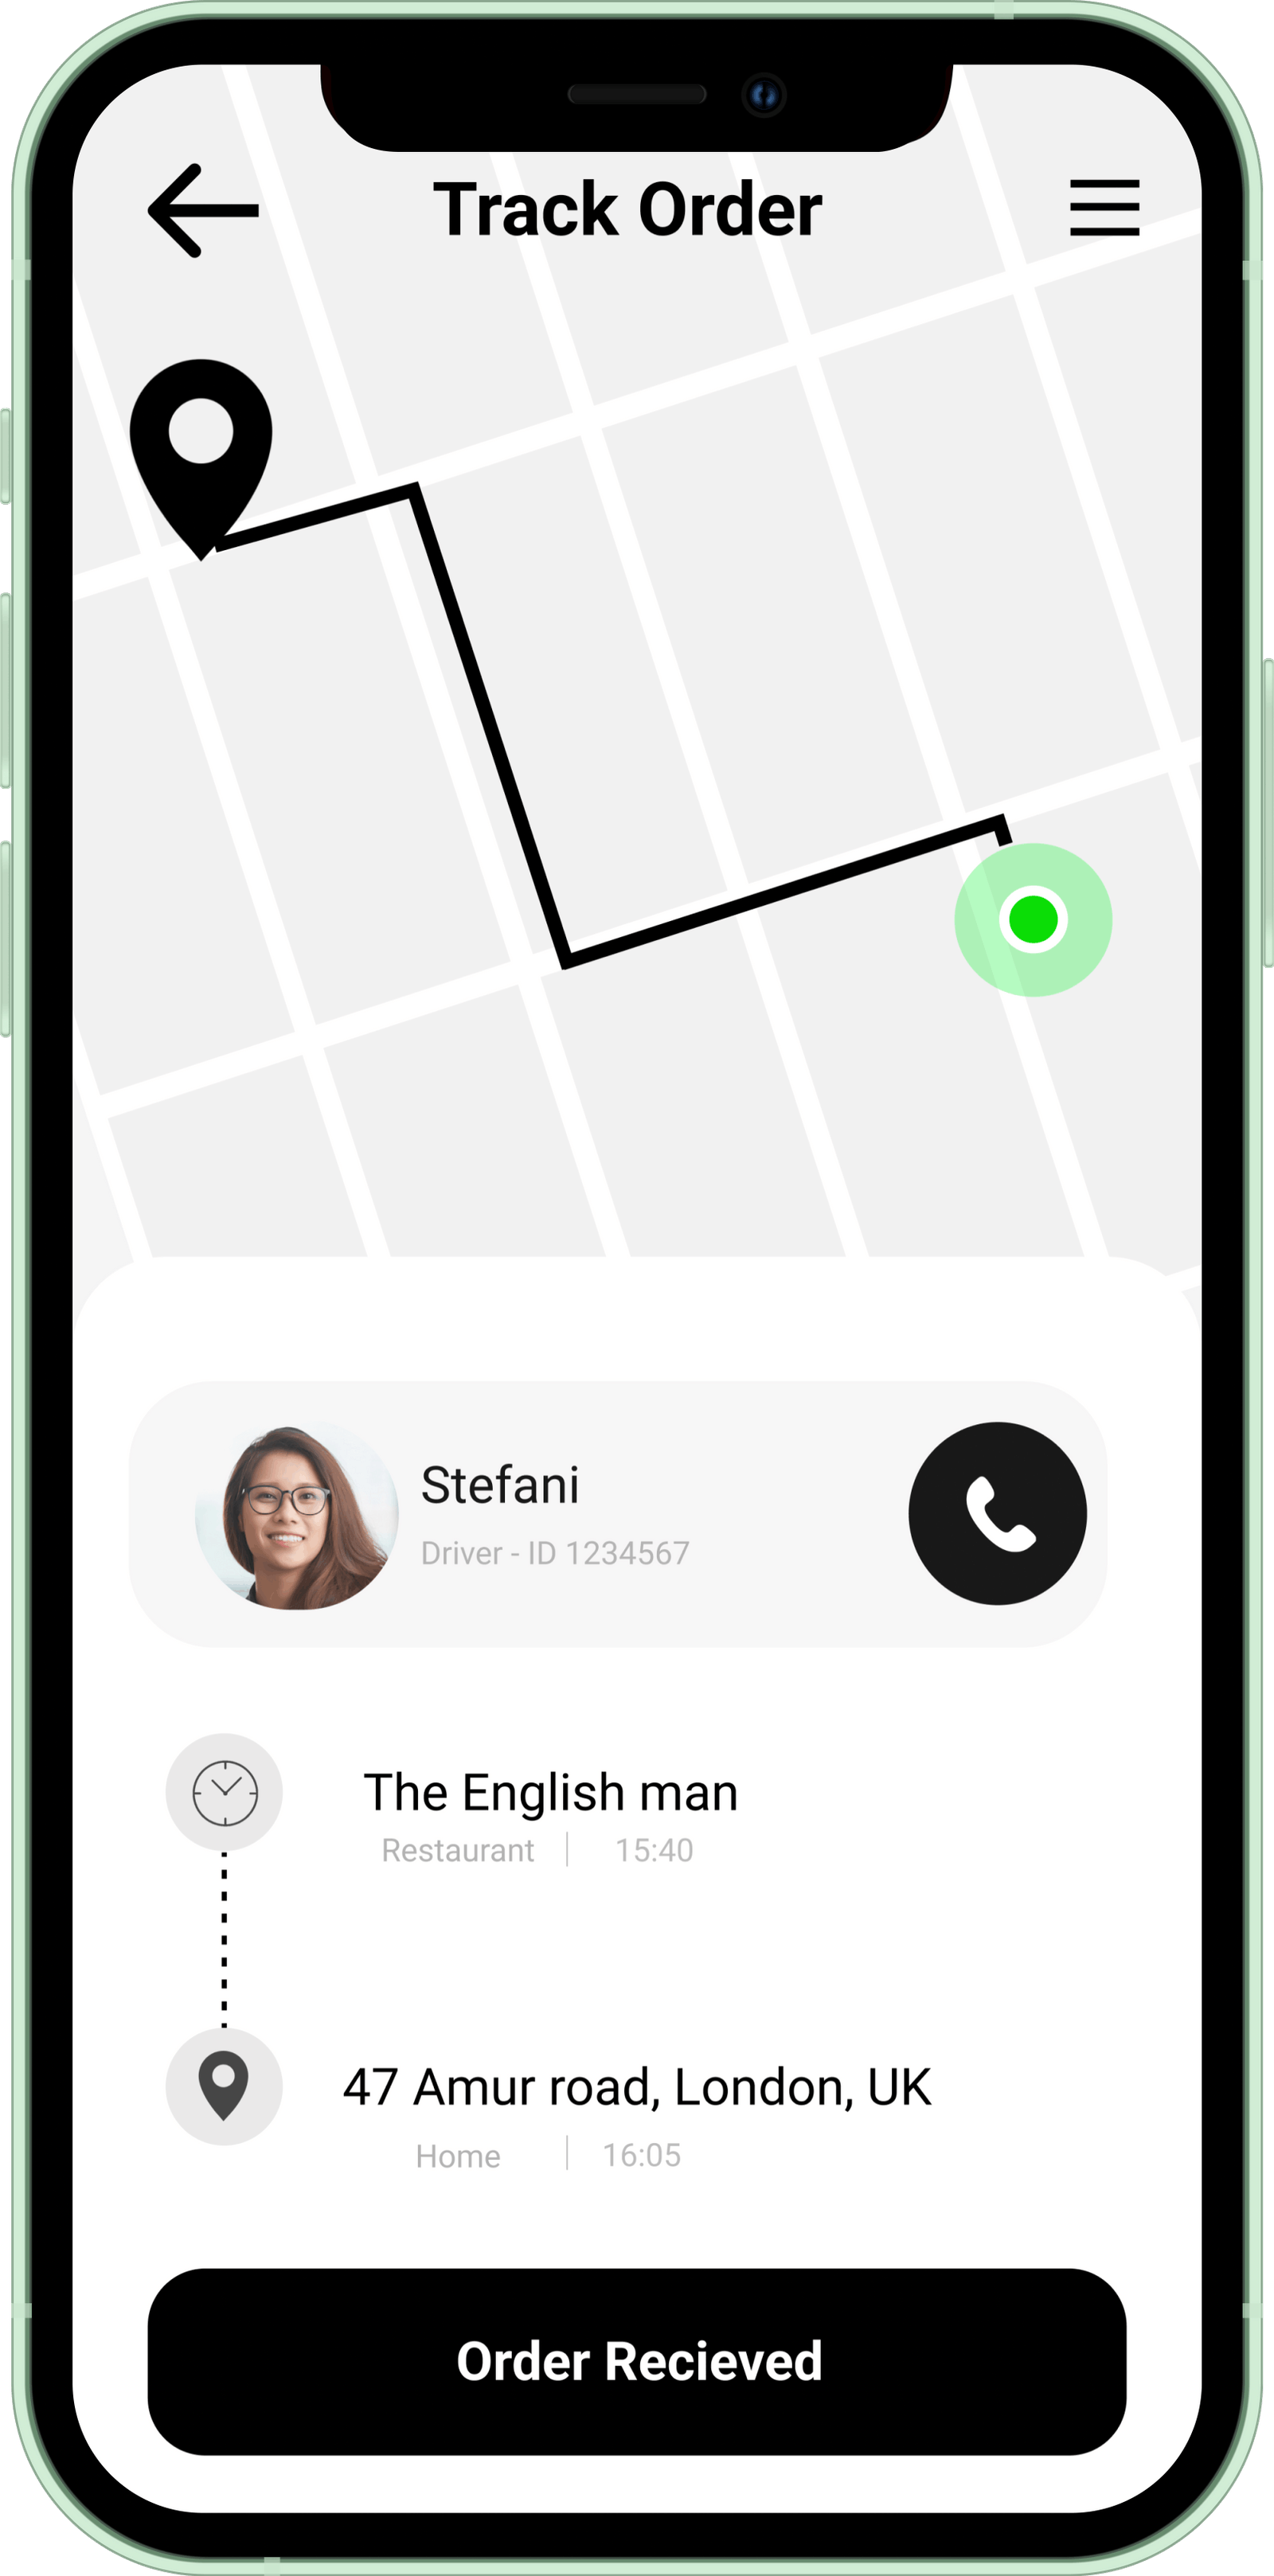 Track Order
Stefani
Driver - ID 1234567
The English man
Restaurant | 15:40
47 Amur road, London, UK
Home | 16:05
Order Recieved